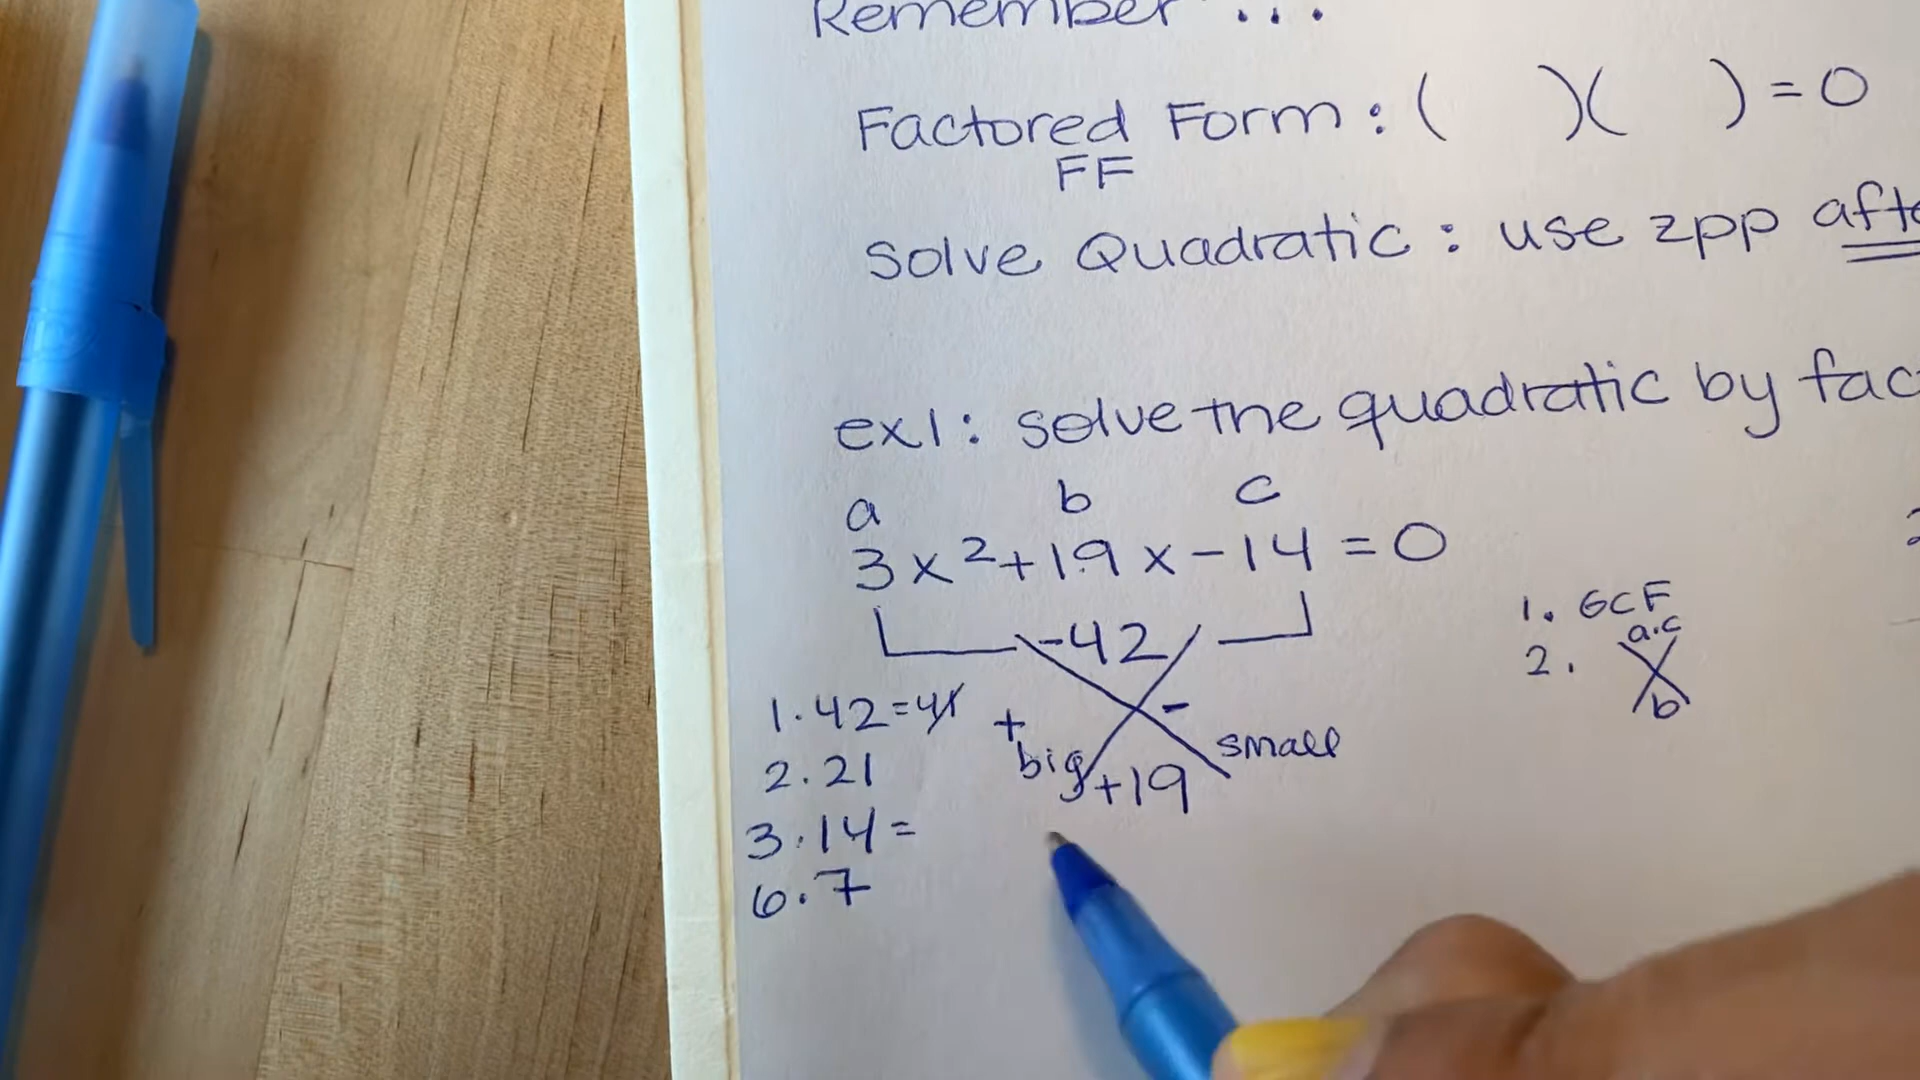 Remember ...
Factored Form : ( )( ) = 0
FF
Solve Quadratic : use zpp
ex1 : solve the quadratic by
a b c
3x²+19x-14 = 0
-42
1. GCF
2. a.c
b
+ -
big small
+19
1.42=41
2.21
3.14=
6.7